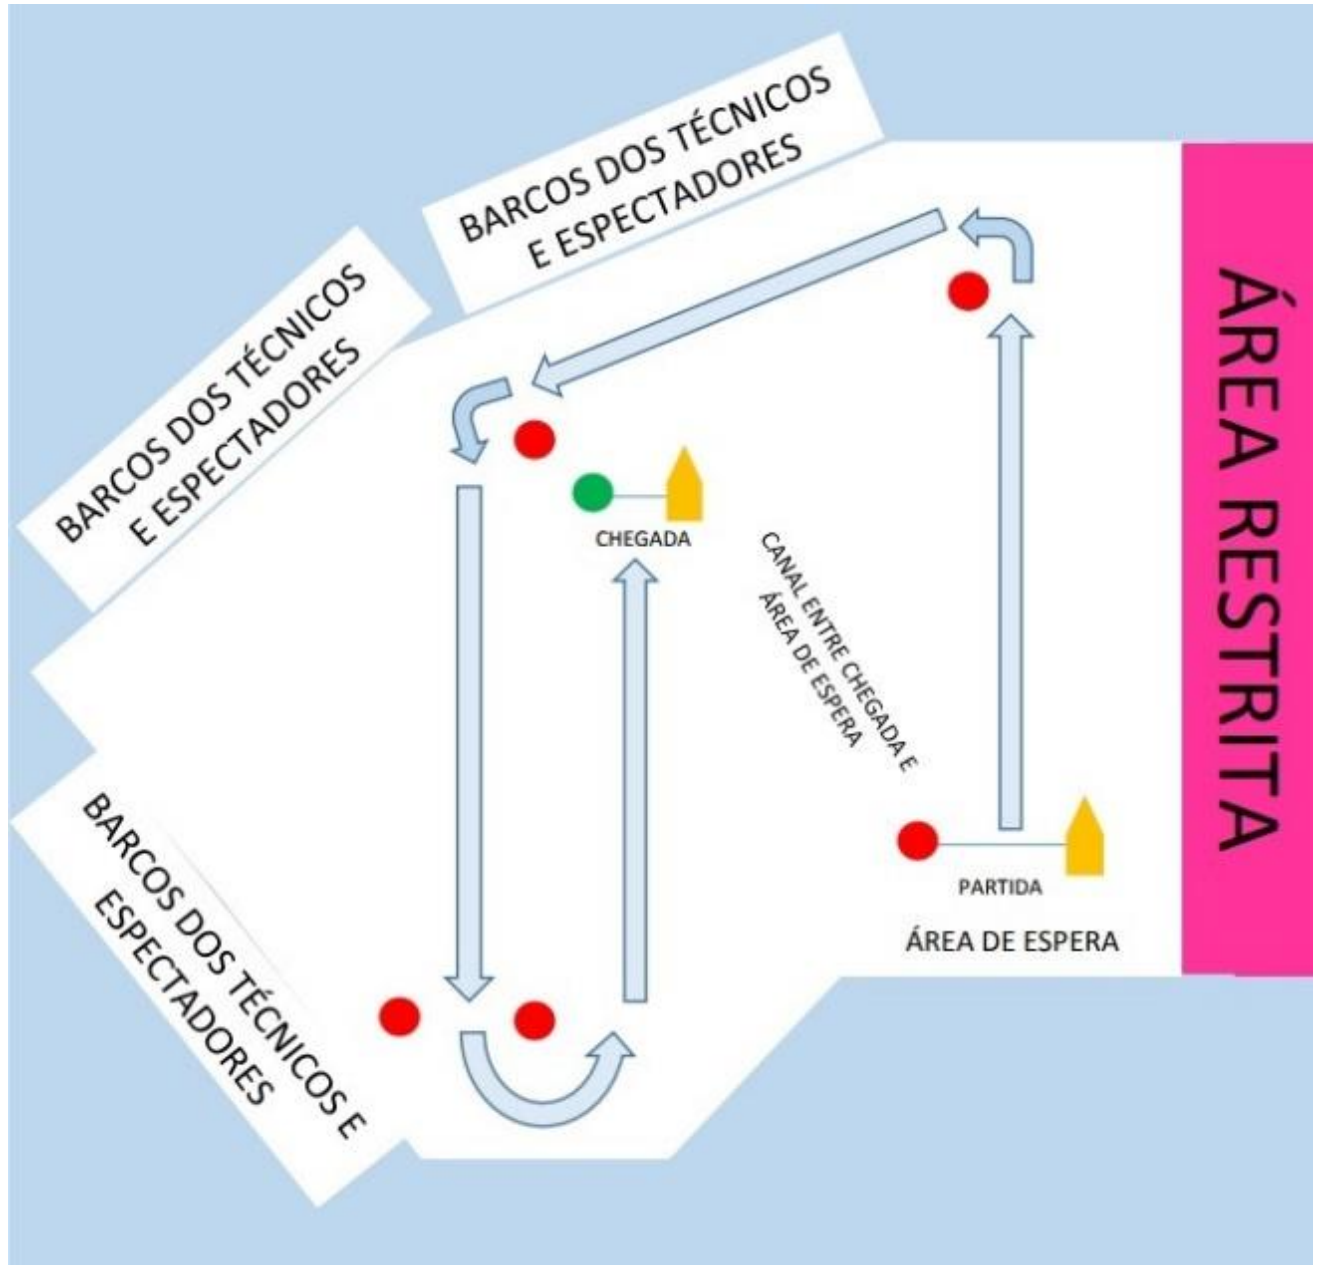 BARCOS DOS TÉCNICOS
E ESPECTADORES
BARCOS DOS TÉCNICOS
E ESPECTADORES
CHEGADA
CANAL ENTRE CHEGADA E
ÁREA DE ESPERA
ÁREA RESTRITA
BARCOS DOS TÉCNICOS E
ESPECTADORES
PARTIDA
ÁREA DE ESPERA